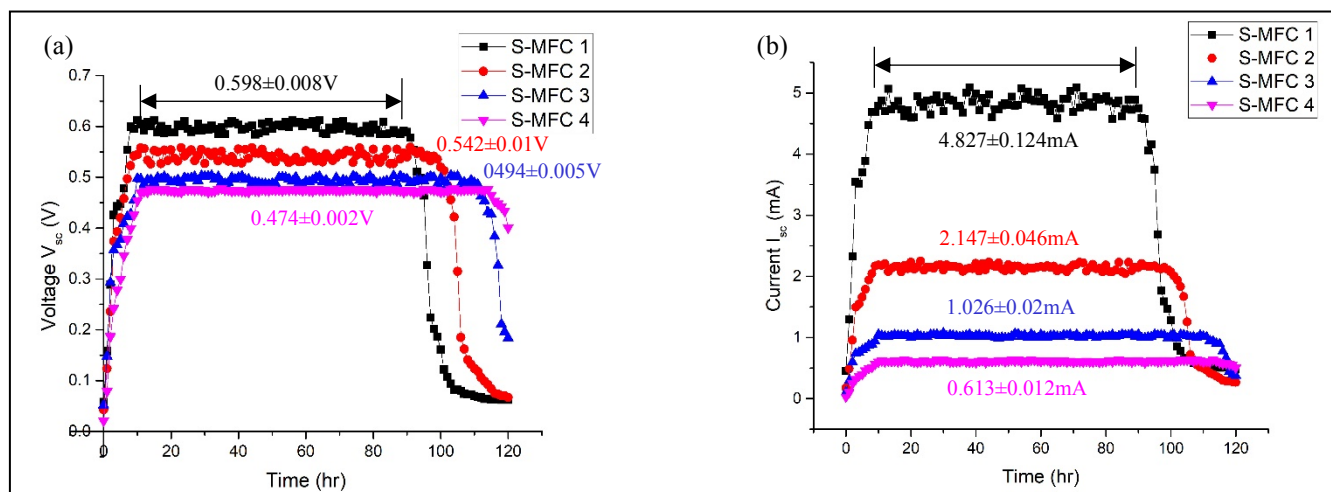 (a)
S-MFC 1
S-MFC 2
S-MFC 3
S-MFC 4
0.598±0.008V
0.542±0.01V
0494±0.005V
0.474±0.002V
0.7
0.6
0.5
0.4
0.3
0.2
0.1
0.0
Voltage Vsc (V)
0 20 40 60 80 100 120
Time (hr)
(b)
S-MFC 1
S-MFC 2
S-MFC 3
S-MFC 4
4.827±0.124mA
2.147±0.046mA
1.026±0.02mA
0.613±0.012mA
5
4
3
2
1
0
Current Isc (mA)
0 20 40 60 80 100 120
Time (hr)